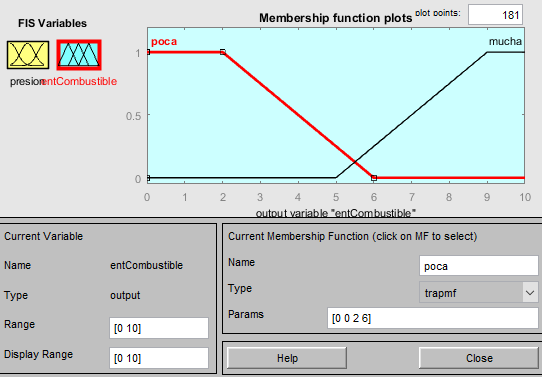 FIS Variables
Membership function plots
plot points:
181
presion
entCombustible
poca
mucha
1
0.5
0
0 1 2 3 4 5 6 7 8 9 10
output variable "entCombustible"
Current Variable
Name entCombustible
Type output
Range [0 10]
Display Range [0 10]
Current Membership Function (click on MF to select)
Name poca
Type trapmf
Params [0 0 2 6]
Help Close